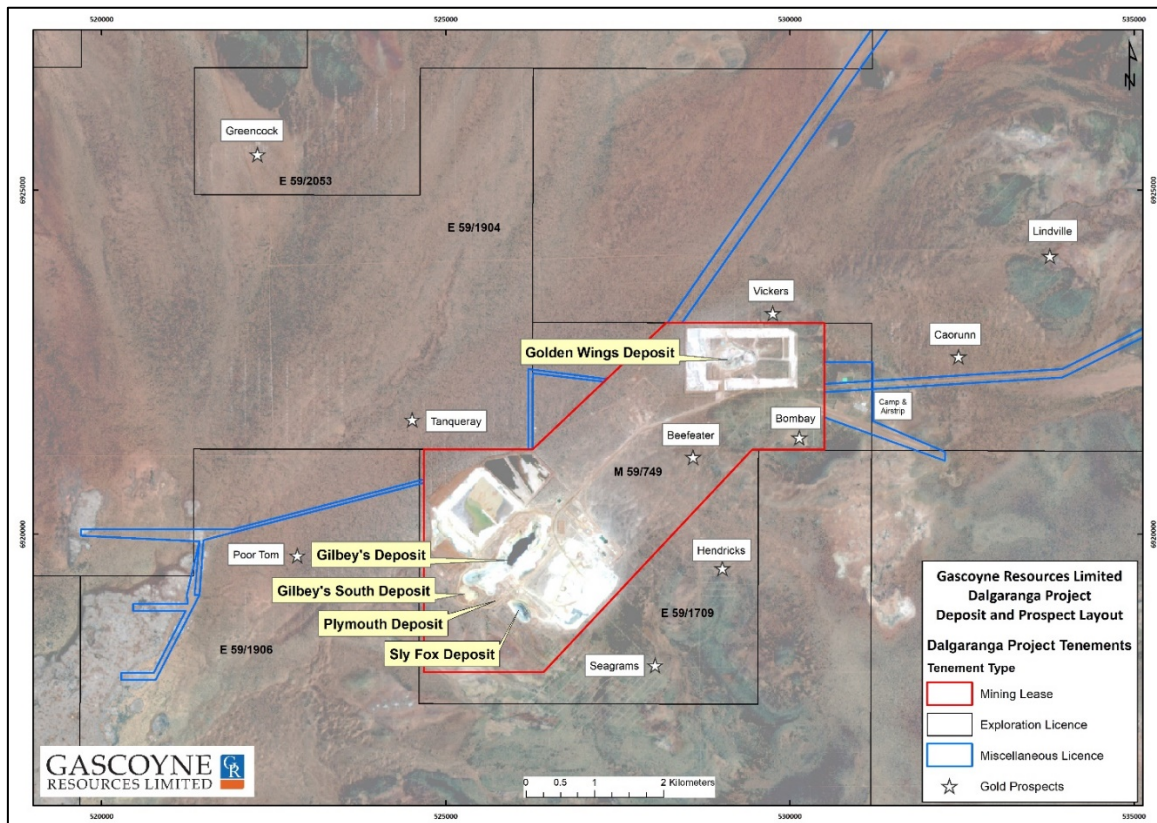 520000
525000
530000
535000
N
Greencock
E 59/2053
6925000
6925000
E 59/1904
Lindville
Vickers
Golden Wings Deposit
Caorunn
Camp &
Airstrip
Tanqueray
Bombay
Beefeater
M 59/749
6920000
6920000
Poor Tom
Gilbey's Deposit
Hendricks
Gilbey's South Deposit
Plymouth Deposit
E 59/1709
Sly Fox Deposit
E 59/1906
Seagrams
Gascoyne Resources Limited
Dalgaranga Project
Deposit and Prospect Layout
Dalgaranga Project Tenements
Tenement Type
Mining Lease
Exploration Licence
Miscellaneous Licence
Gold Prospects
GASCOYNE
RESOURCES LIMITED
GR
0 0.5 1 2 Kilometers
520000
525000
530000
535000